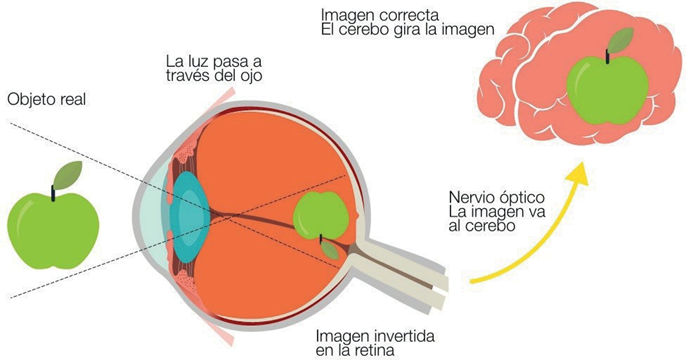 Imagen correcta
El cerebo gira la imagen
La luz pasa a
través del ojo
Objeto real
Nervio óptico
La imagen va
al cerebo
Imagen invertida
en la retina